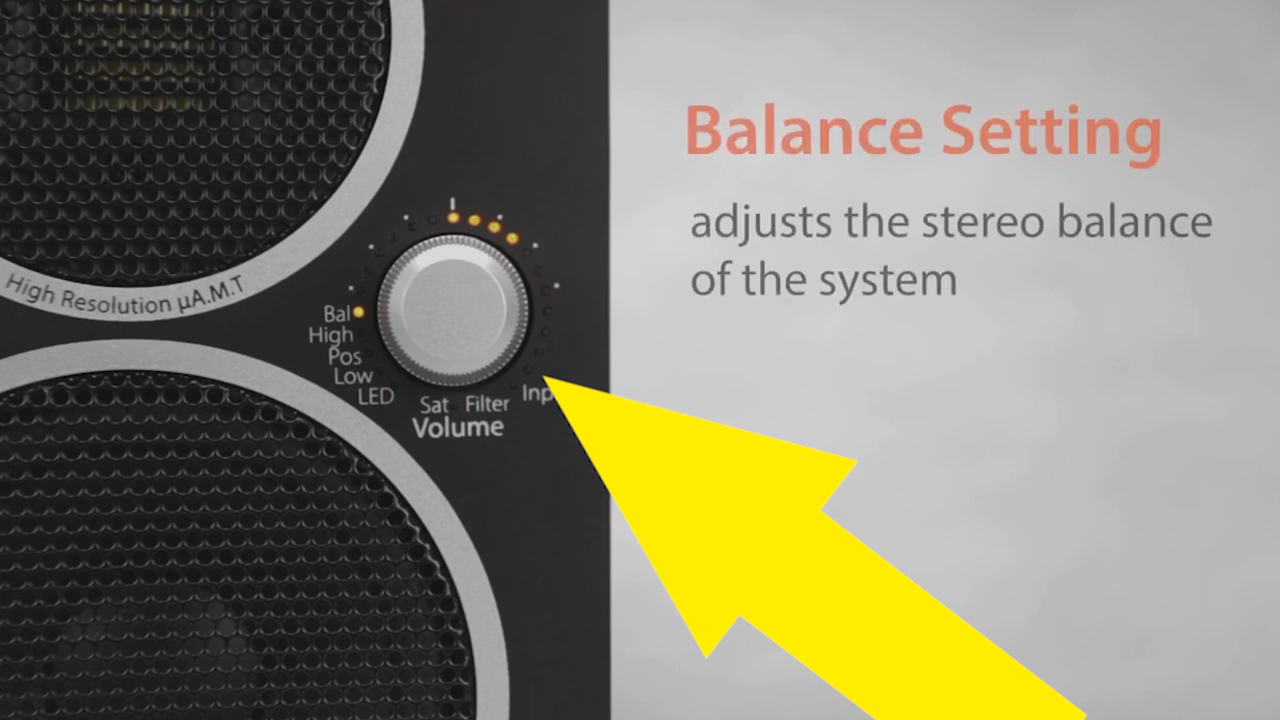 Balance Setting
adjusts the stereo balance
of the system
High Resolution µA.M.T
Bal
High
Pos
Low
LED
Sat
Filter
Volume